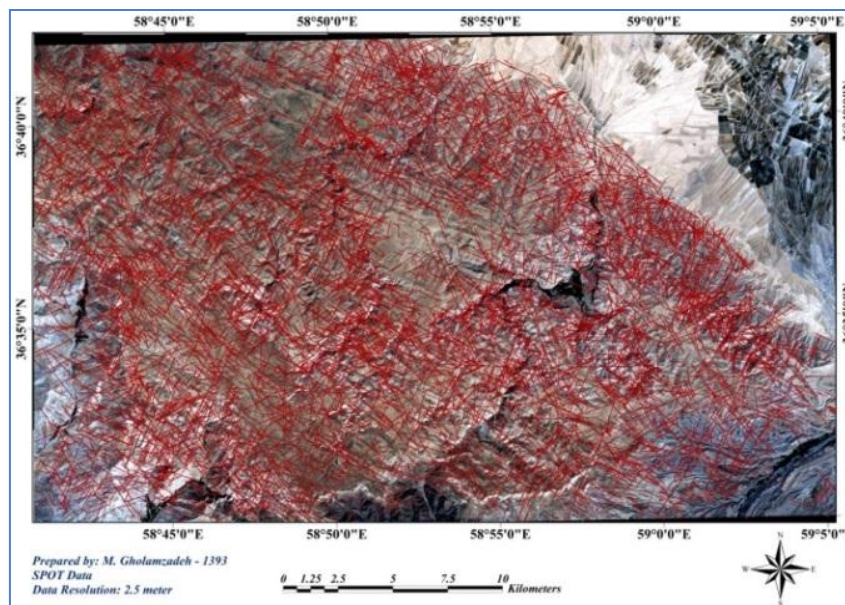 58°45'0"E 58°50'0"E 58°55'0"E 59°0'0"E 59°5'0"
36°40'0"N
36°35'0"N
58°45'0"E 58°50'0"E 58°55'0"E 59°0'0"E 59°5'0"E
Prepared by: M. Gholamzadeh - 1393
SPOT Data
Data Resolution: 2.5 meter
0 1.25 2.5 5 7.5 10
Kilometers
N
W E
S